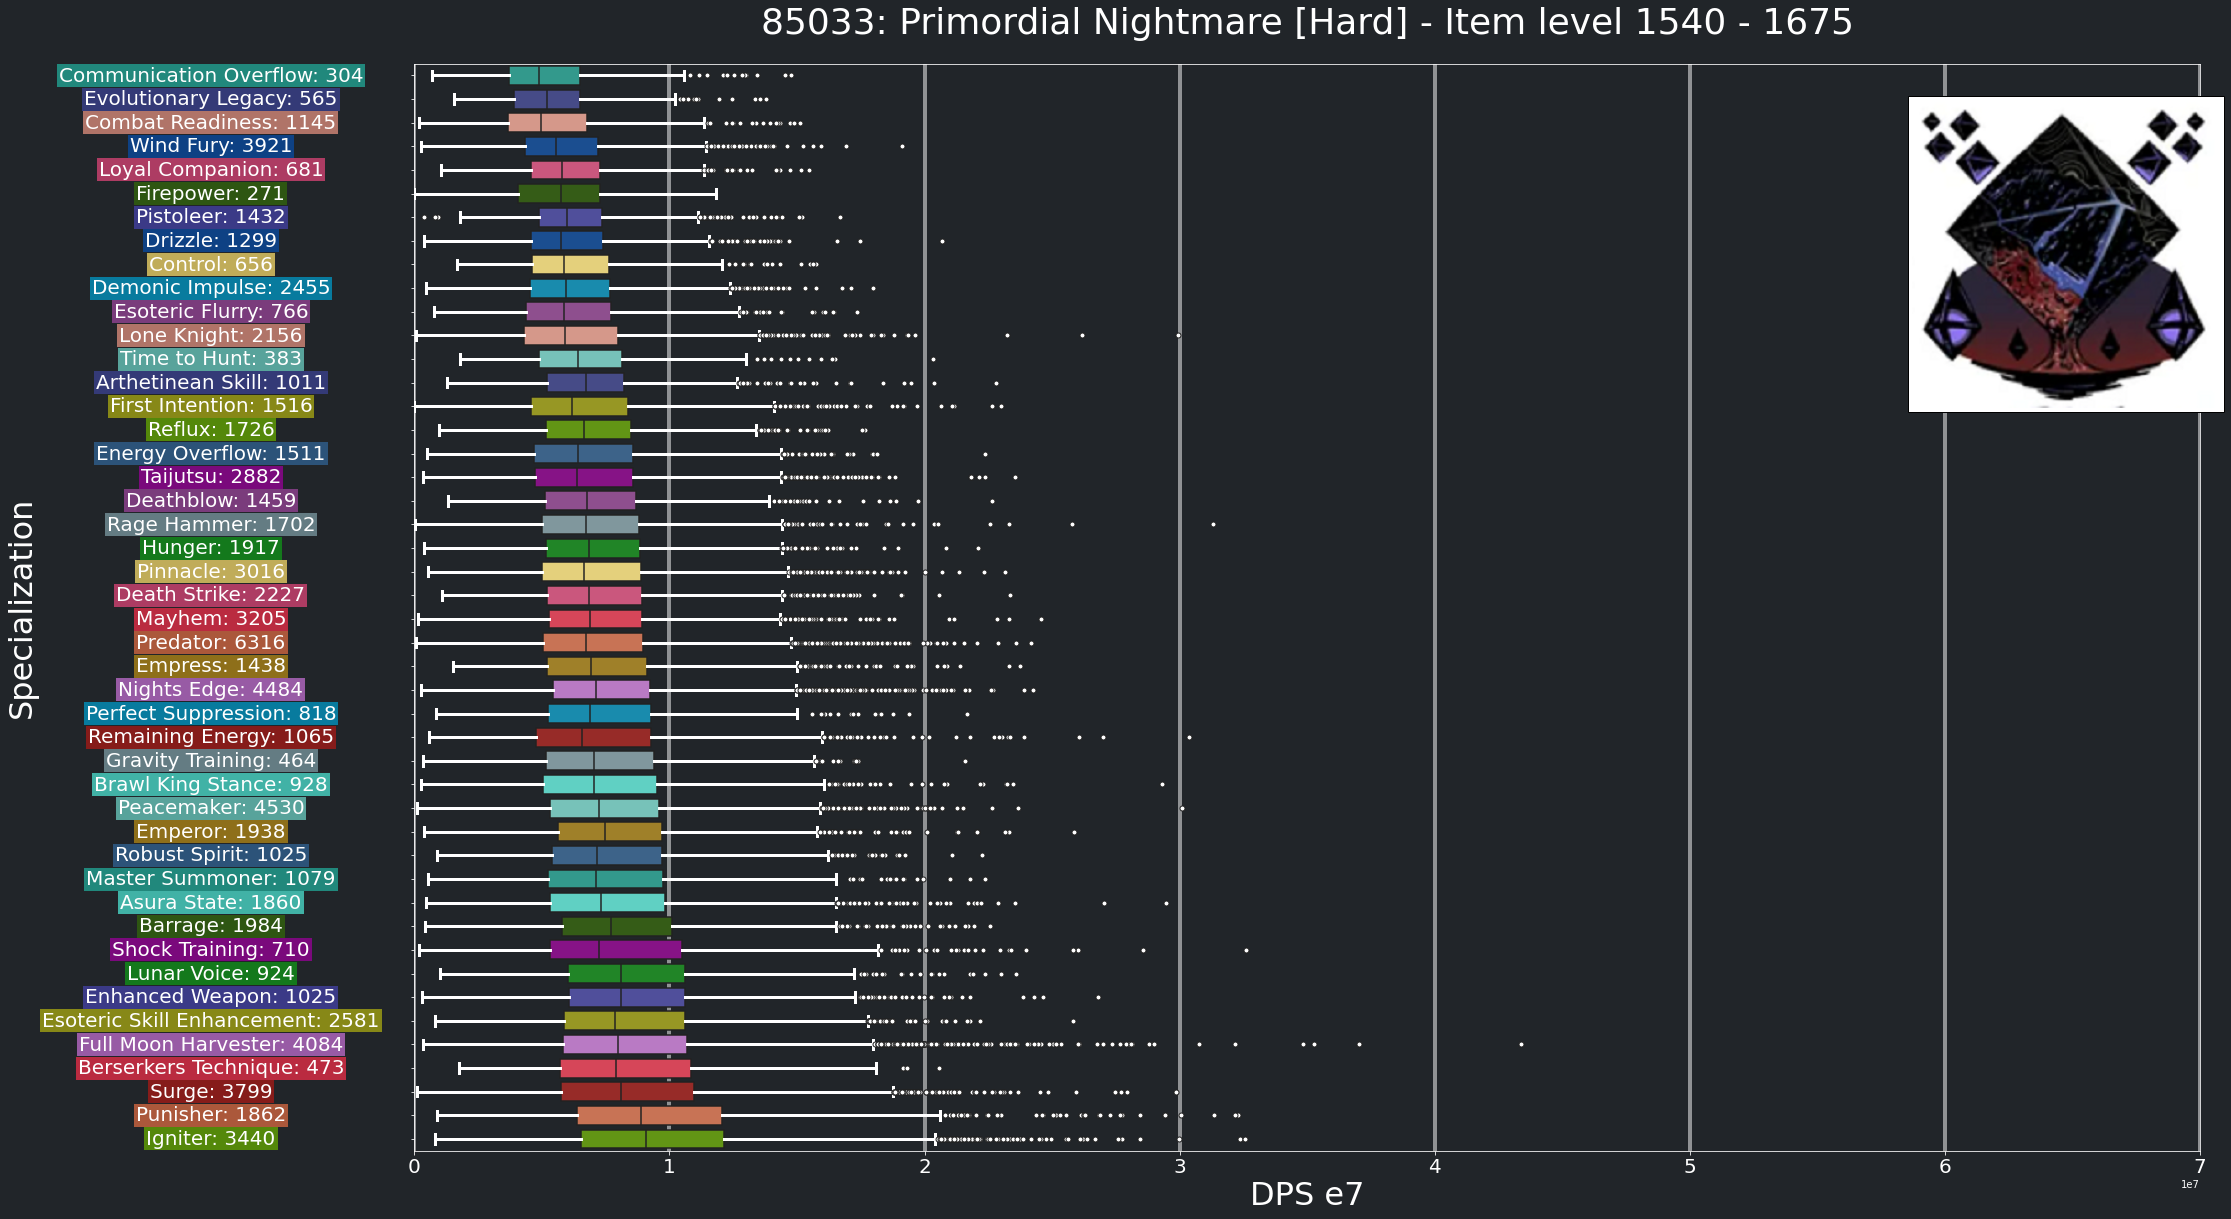 85033: Primordial Nightmare [Hard] - Item level 1540 - 1675
Specialization
Communication Overflow: 304
Evolutionary Legacy: 565
Combat Readiness: 1145
Wind Fury: 3921
Loyal Companion: 681
Firepower: 271
Pistoleer: 1432
Drizzle: 1299
Control: 656
Demonic Impulse: 2455
Esoteric Flurry: 766
Lone Knight: 2156
Time to Hunt: 383
Arthetinean Skill: 1011
First Intention: 1516
Reflux: 1726
Energy Overflow: 1511
Taijutsu: 2882
Deathblow: 1459
Rage Hammer: 1702
Hunger: 1917
Pinnacle: 3016
Death Strike: 2227
Mayhem: 3205
Predator: 6316
Empress: 1438
Nights Edge: 4484
Perfect Suppression: 818
Remaining Energy: 1065
Gravity Training: 464
Brawl King Stance: 928
Peacemaker: 4530
Emperor: 1938
Robust Spirit: 1025
Master Summoner: 1079
Asura State: 1860
Barrage: 1984
Shock Training: 710
Lunar Voice: 924
Enhanced Weapon: 1025
Esoteric Skill Enhancement: 2581
Full Moon Harvester: 4084
Berserkers Technique: 473
Surge: 3799
Punisher: 1862
Igniter: 3440
0 1 2 3 4 5 6 7
1e7
DPS e7